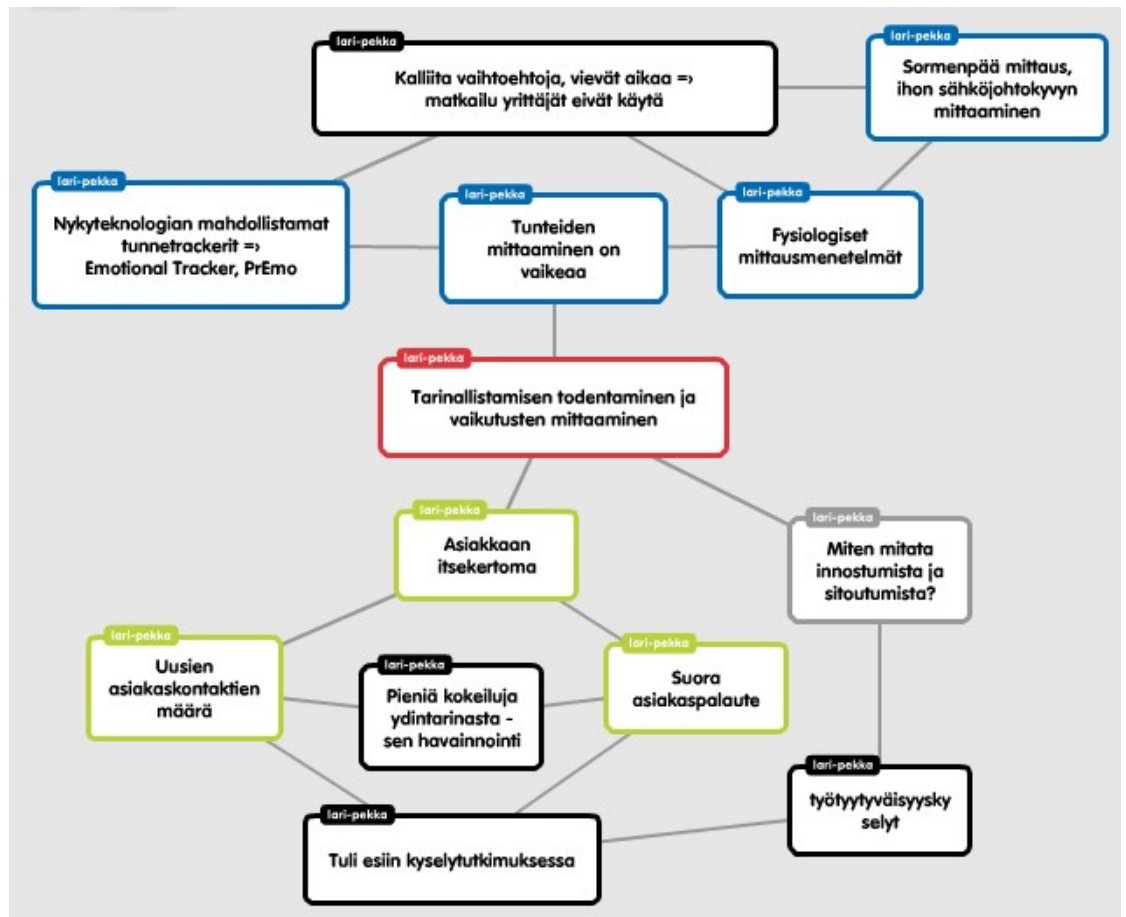 lari-pekka
Kalliita vaihtoehtoja, vievät aikaa =›
matkailu yrittäjät eivät käytä
lari-pekka
Sormenpää mittaus,
ihon sähköjohtokyvyn
mittaaminen
lari-pekka
Nykyteknologian mahdollistamat
tunnetrackerit =›
Emotional Tracker, PrEmo
lari-pekka
Tunteiden
mittaaminen on
vaikeaa
lari-pekka
Fysiologiset
mittausmenetelmät
lari-pekka
Tarinallistamisen todentaminen ja
vaikutusten mittaaminen
lari-pekka
Asiakkaan
itsekertoma
lari-pekka
Miten mitata
innostumista ja
sitoutumista?
lari-pekka
Uusien
asiakaskontaktien
määrä
lari-pekka
Pieniä kokeiluja
ydintarinasta -
sen havainnointi
lari-pekka
Suora
asiakaspalaute
lari-pekka
työtyytyväisyysky
selyt
lari-pekka
Tuli esiin kyselytutkimuksessa